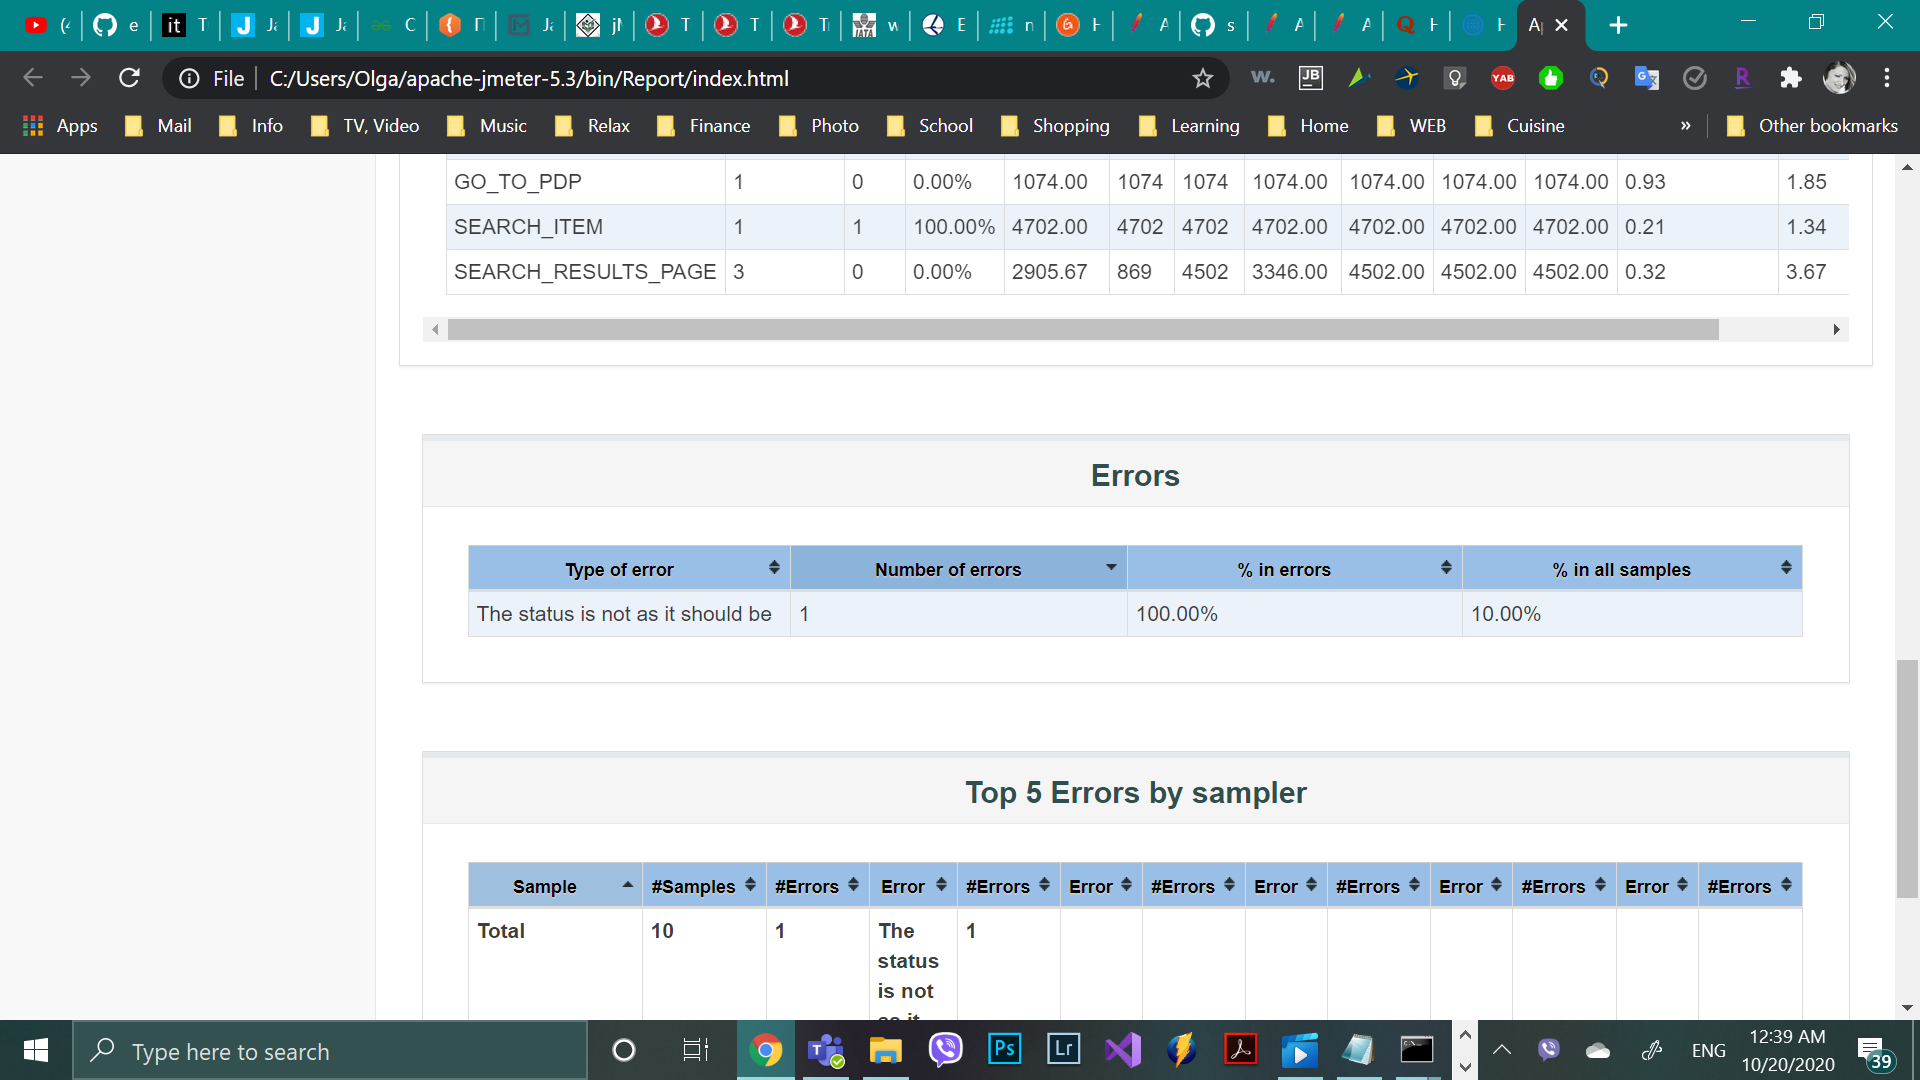 File C:/Users/Olga/apache-jmeter-5.3/bin/Report/index.html
Apps Mail Info TV, Video Music Relax Finance Photo School Shopping Learning Home WEB Cuisine » Other bookmarks
GO_TO_PDP 1 0 0.00% 1074.00 1074 1074 1074.00 1074.00 1074.00 1074.00 0.93 1.85
SEARCH_ITEM 1 1 100.00% 4702.00 4702 4702 4702.00 4702.00 4702.00 4702.00 0.21 1.34
SEARCH_RESULTS_PAGE 3 0 0.00% 2905.67 869 4502 3346.00 4502.00 4502.00 4502.00 0.32 3.67
Errors
Type of error Number of errors % in errors % in all samples
The status is not as it should be 1 100.00% 10.00%
Top 5 Errors by sampler
Sample #Samples #Errors Error #Errors Error #Errors Error #Errors Error #Errors Error #Errors
Total 10 1 The 1
status
is not
as it
Type here to search
ENG
12:39 AM
10/20/2020
39